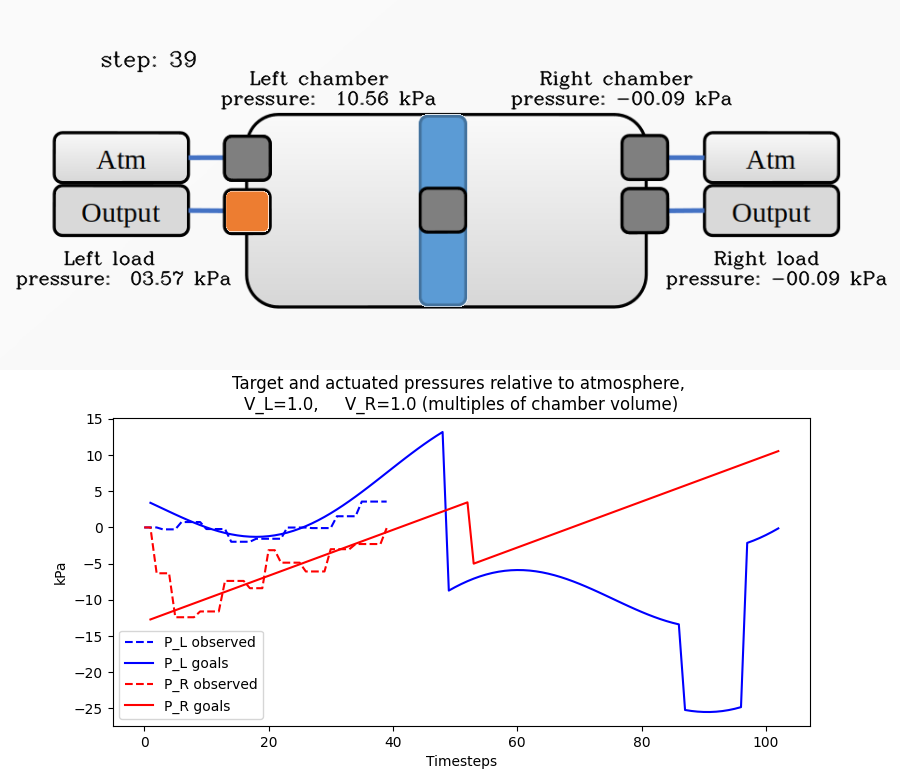 step: 39
Left chamber
pressure:  10.56 kPa
Right chamber
pressure: −00.09 kPa
Atm
Output
Atm
Output
Left load
pressure:  03.57 kPa
Right load
pressure: −00.09 kPa
Target and actuated pressures relative to atmosphere,
V_L=1.0,     V_R=1.0 (multiples of chamber volume)
15
10
5
0
−5
−10
−15
−20
−25
kPa
P_L observed
P_L goals
P_R observed
P_R goals
0 20 40 60 80 100
Timesteps